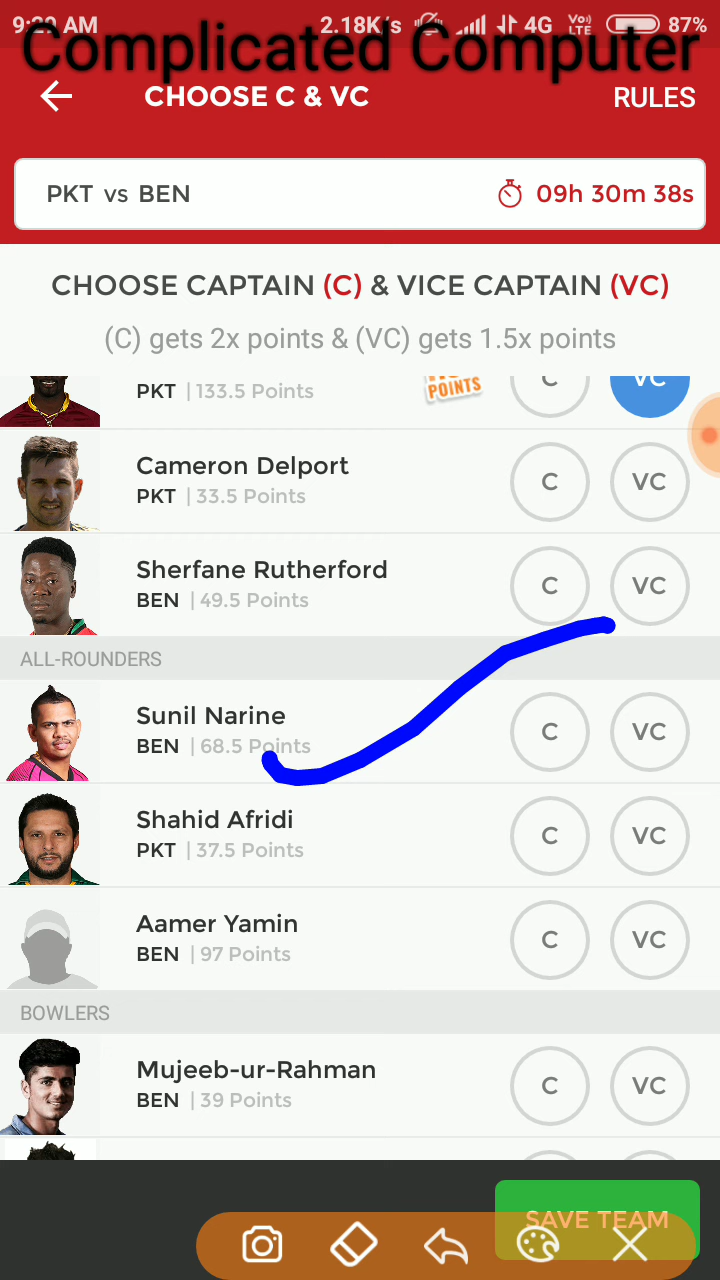 9:29 AM 2.18K/s 4G Vo) LTE 87%
Complicated Computer
CHOOSE C & VC RULES
PKT vs BEN 09h 30m 38s
CHOOSE CAPTAIN (C) & VICE CAPTAIN (VC)
(C) gets 2x points & (VC) gets 1.5x points
PKT | 133.5 Points POINTS C VC
Cameron Delport
PKT | 33.5 Points C VC
Sherfane Rutherford
BEN | 49.5 Points C VC
ALL-ROUNDERS
Sunil Narine
BEN | 68.5 Points C VC
Shahid Afridi
PKT | 37.5 Points C VC
Aamer Yamin
BEN | 97 Points C VC
BOWLERS
Mujeeb-ur-Rahman
BEN | 39 Points C VC
SAVE TEAM